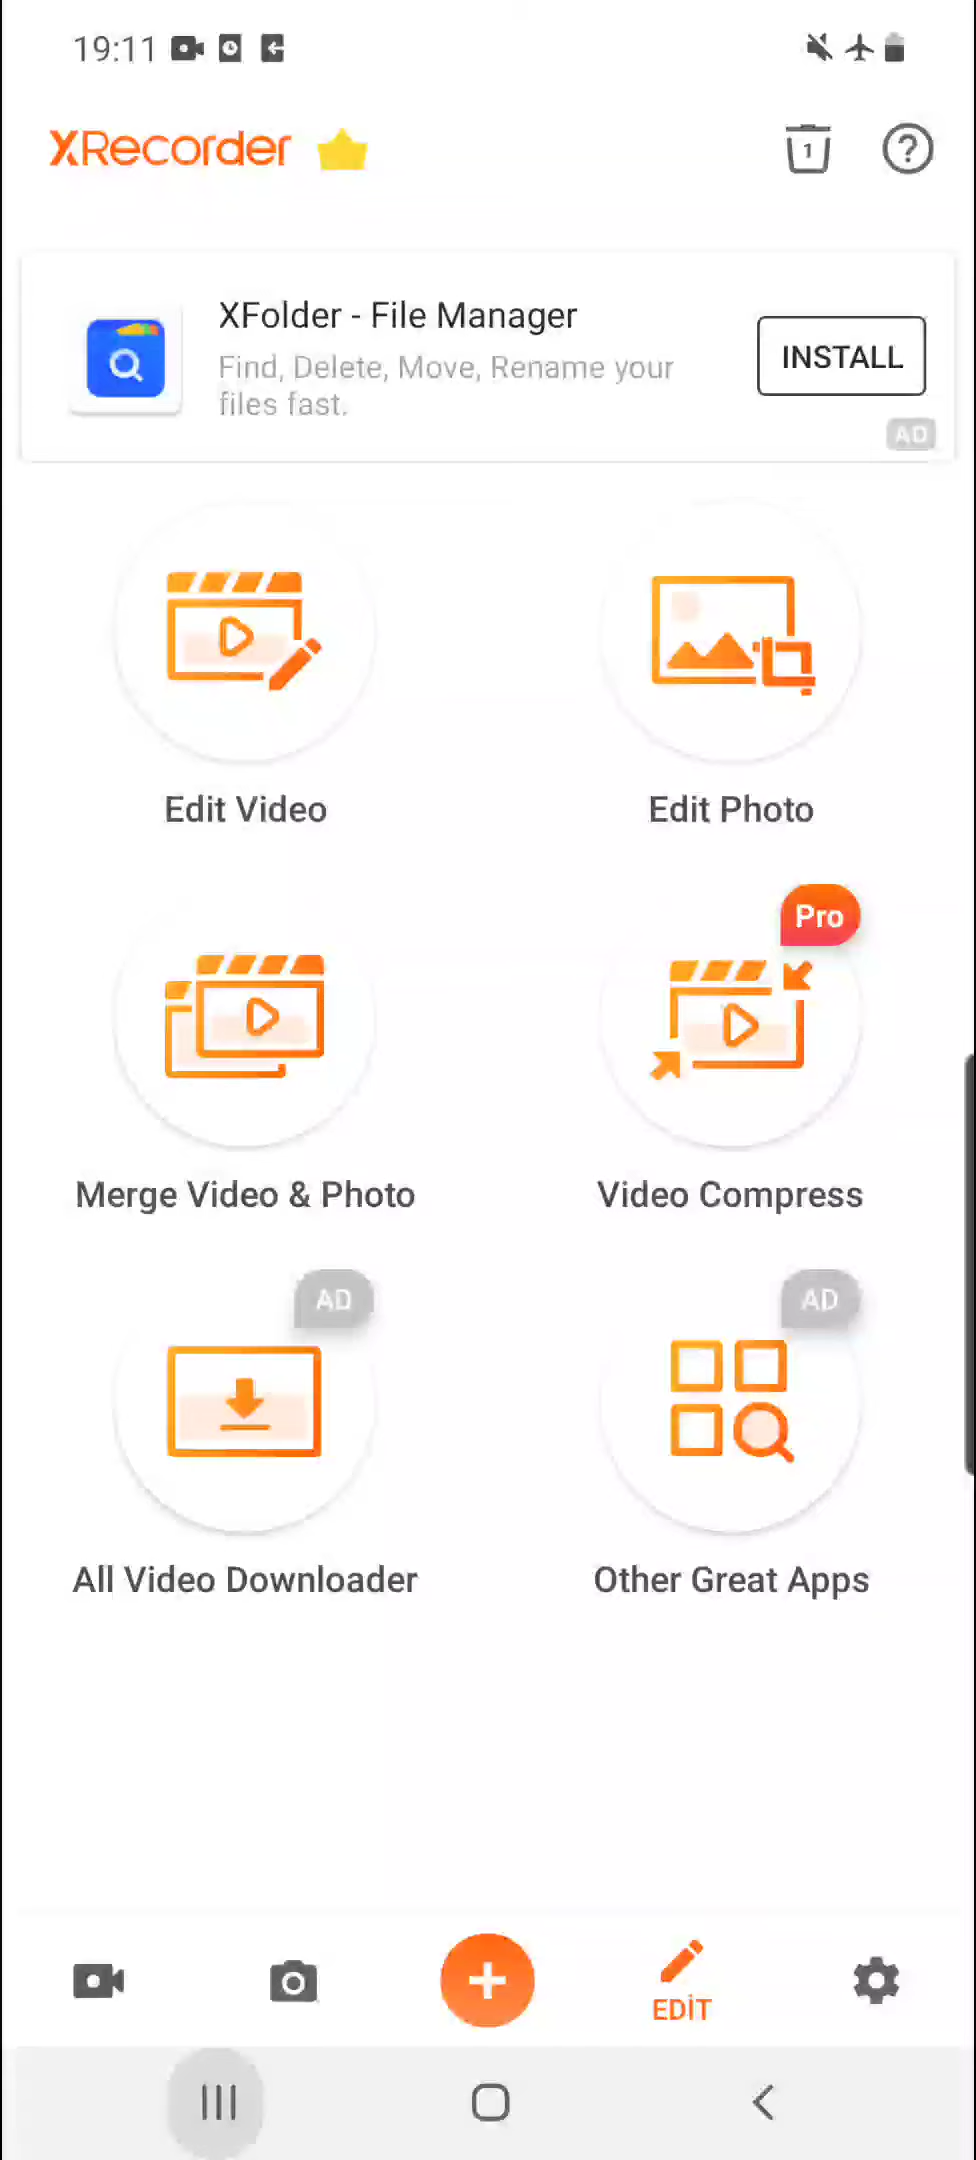 19:11
XRecorder
1
XFolder - File Manager
Find, Delete, Move, Rename your
files fast.
INSTALL
AD
Edit Video
Edit Photo
Pro
Merge Video & Photo
Video Compress
AD
AD
All Video Downloader
Other Great Apps
EDİT